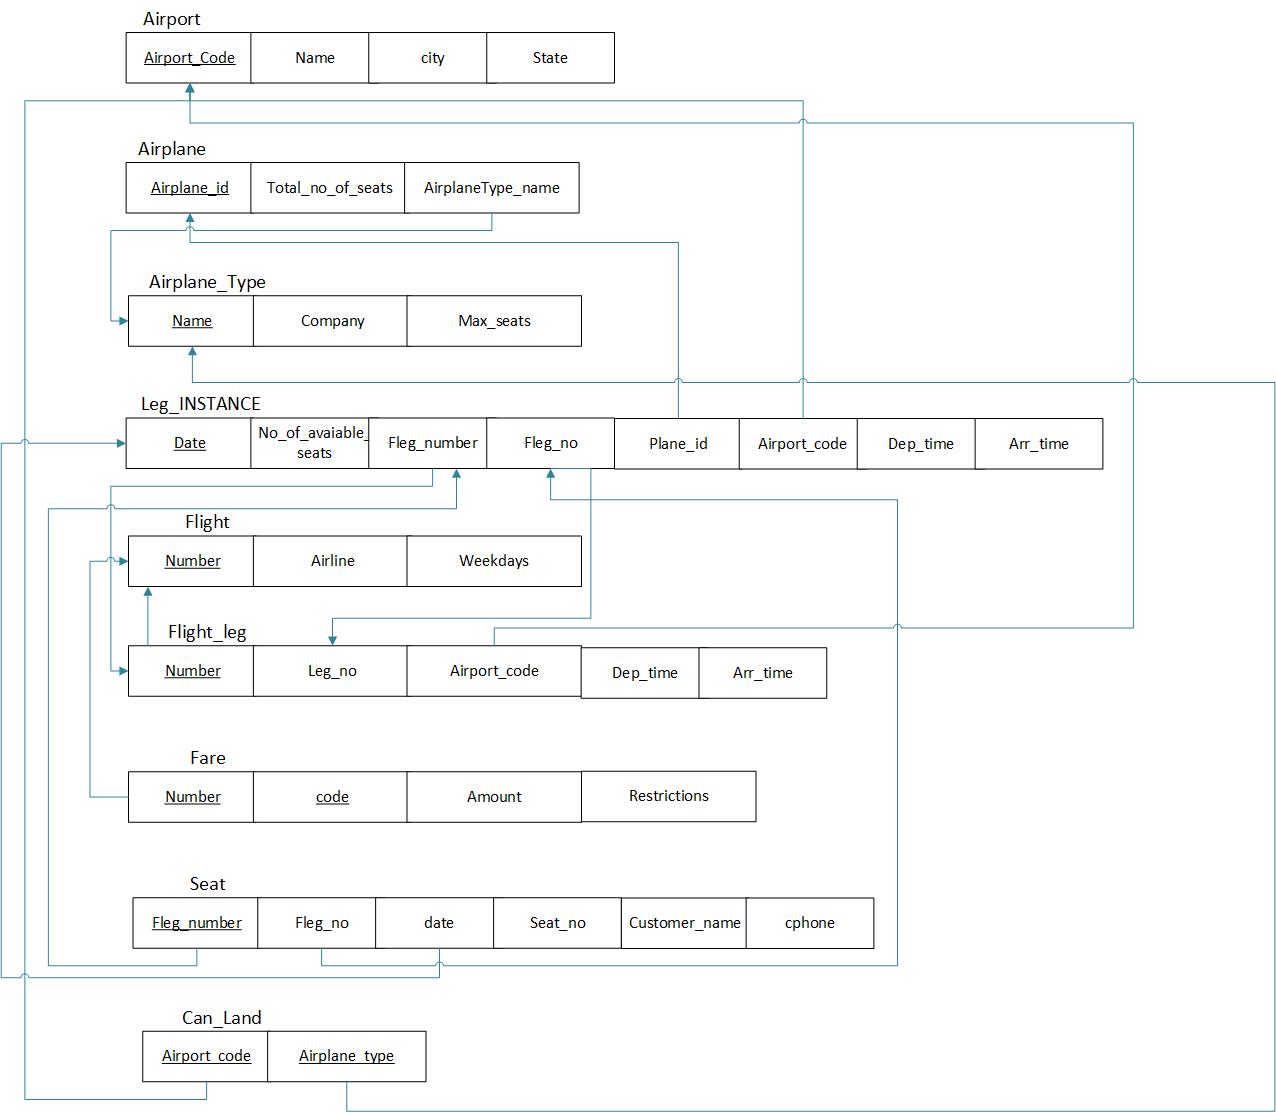 Airport
Airport_Code Name city State
Airplane
Airplane_id Total_no_of_seats AirplaneType_name
Airplane_Type
Name Company Max_seats
Leg_INSTANCE
Date No_of_avaiable_ Fleg_number Fleg_no Plane_id Airport_code Dep_time Arr_time
seats
Flight
Number Airline Weekdays
Flight_leg
Number Leg_no Airport_code Dep_time Arr_time
Fare
Number code Amount Restrictions
Seat
Fleg_number Fleg_no date Seat_no Customer_name cphone
Can_Land
Airport_code Airplane_type